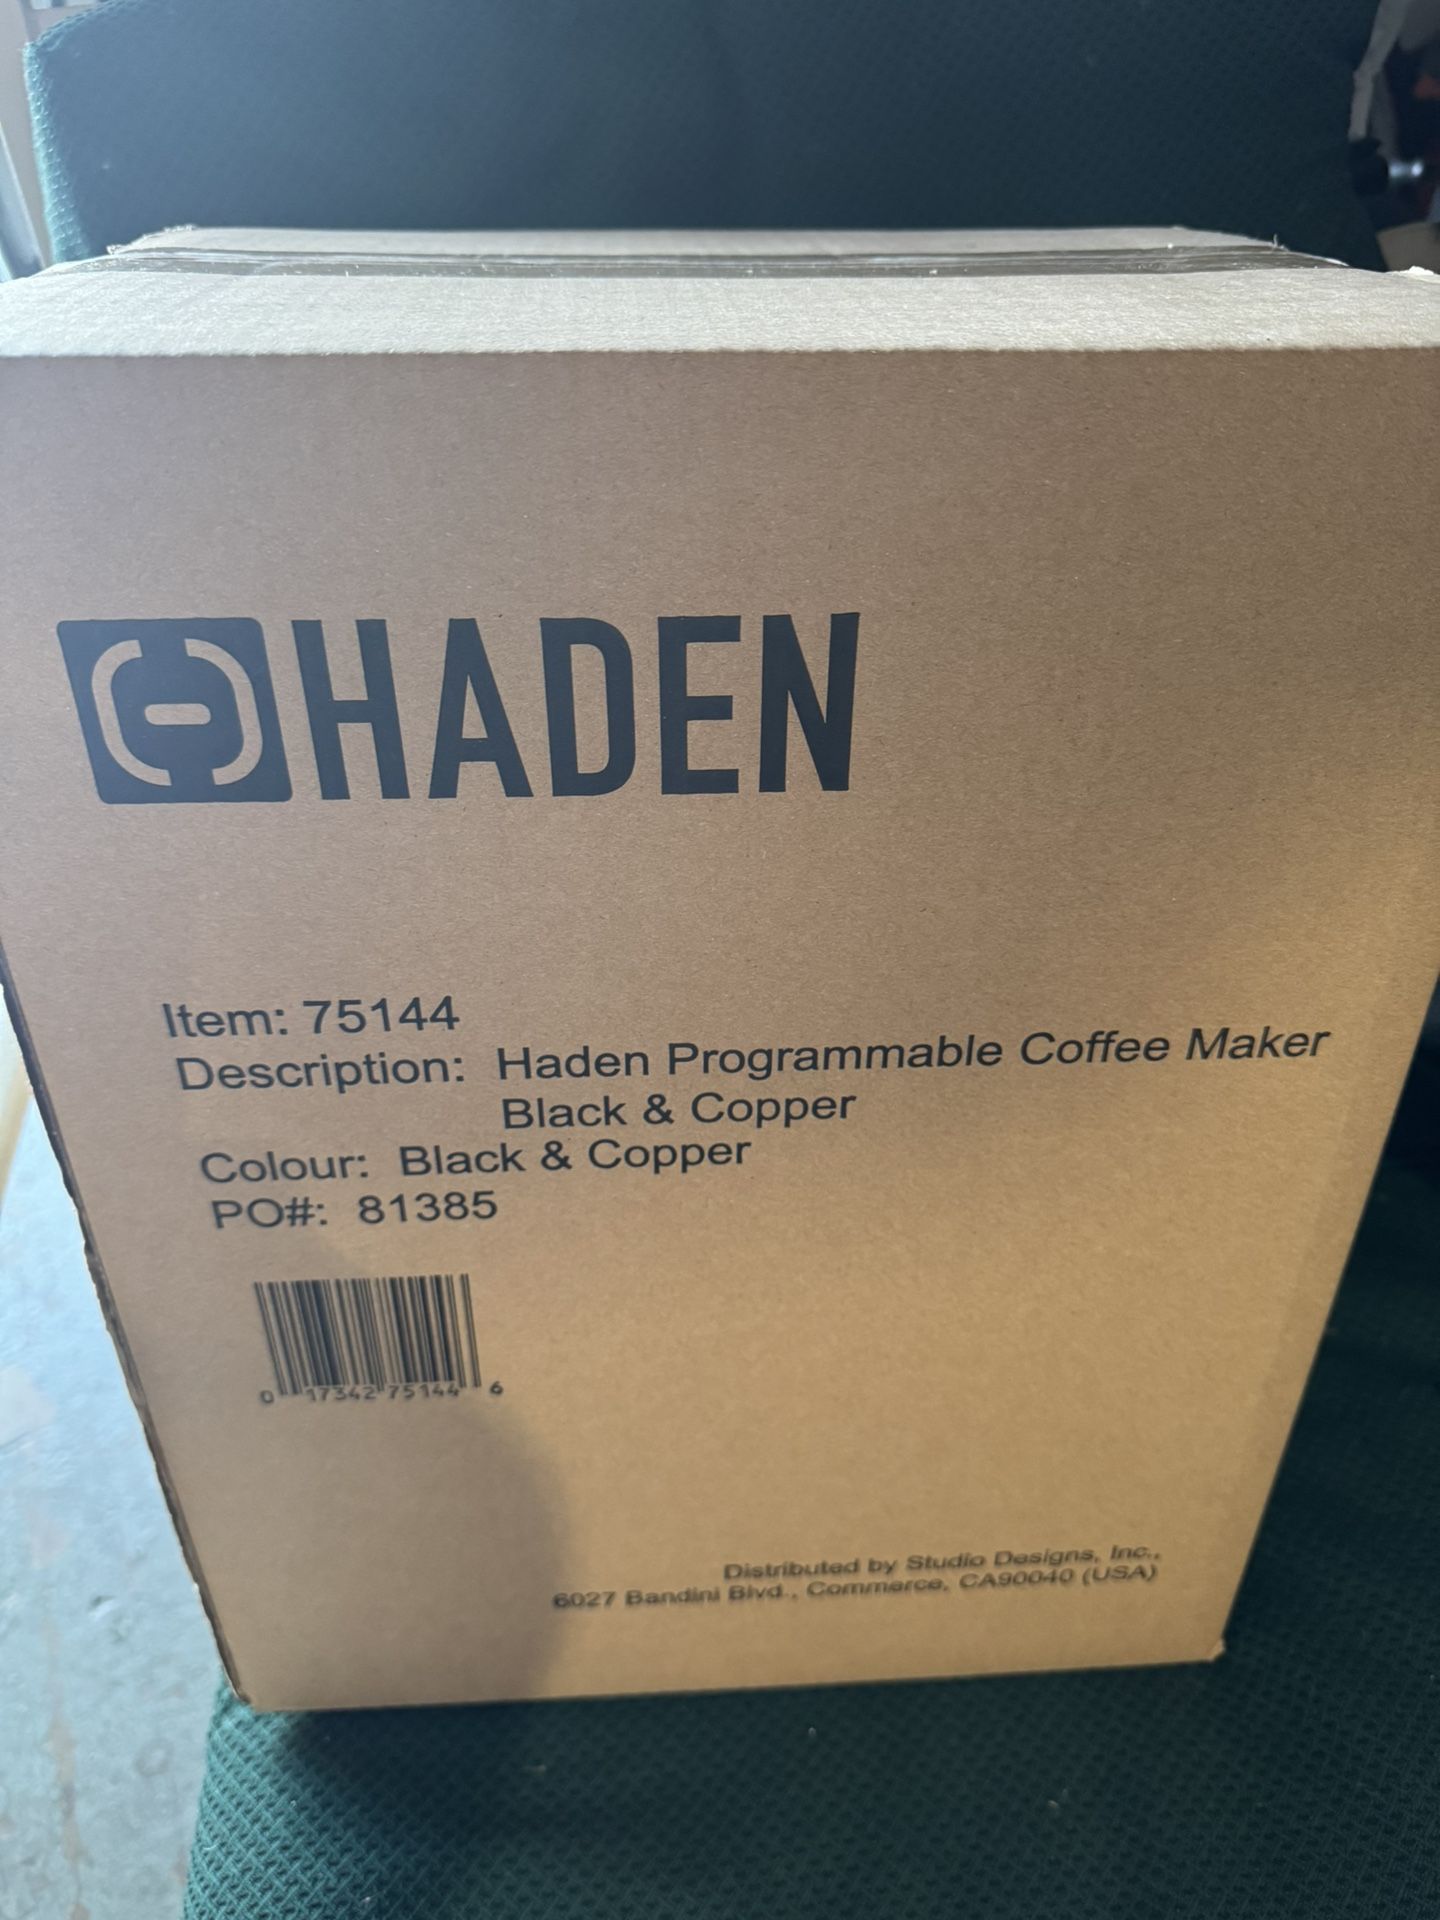 HADEN
Item: 75144
Description: Haden Programmable Coffee Maker
Black & Copper
Colour: Black & Copper
PO#: 81385
0 17342 75144 6
Distributed by Studio Designs, Inc.,
6027 Bandini Blvd., Commerce, CA90040 (USA)